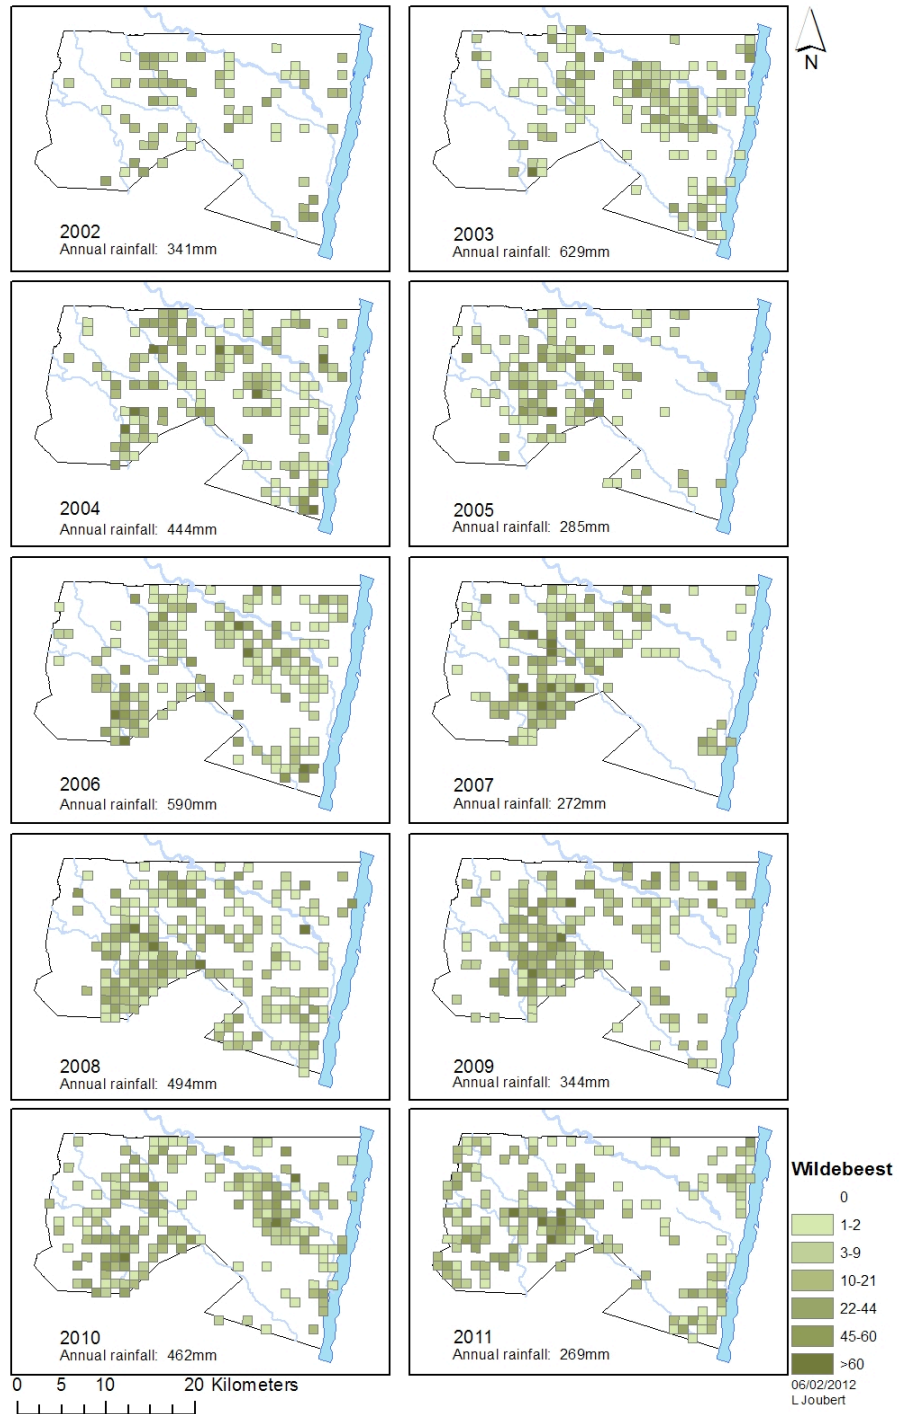 N
2002
Annual rainfall: 341mm
2003
Annual rainfall: 629mm
2004
Annual rainfall: 444mm
2005
Annual rainfall: 285mm
2006
Annual rainfall: 590mm
2007
Annual rainfall: 272mm
2008
Annual rainfall: 494mm
2009
Annual rainfall: 344mm
2010
Annual rainfall: 462mm
2011
Annual rainfall: 269mm
Wildebeest
0
1-2
3-9
10-21
22-44
45-60
>60
06/02/2012
L Joubert
0 5 10 20 Kilometers